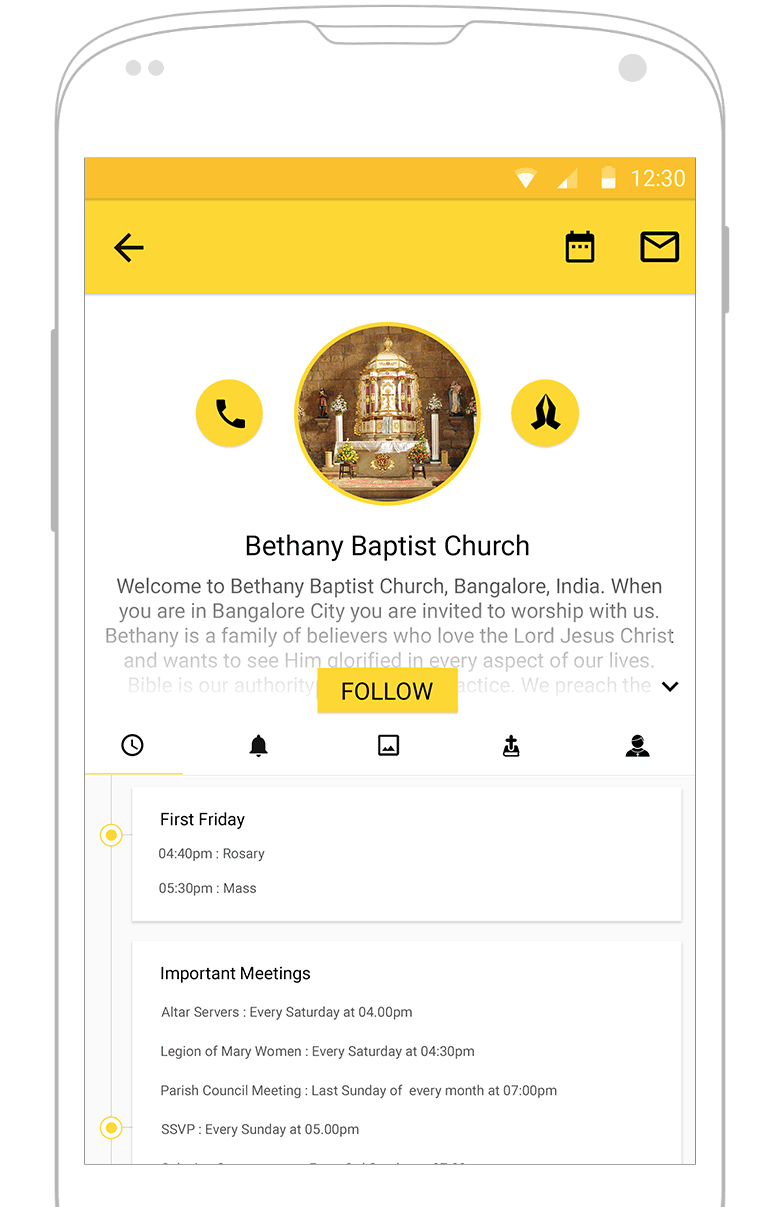 12:30
Bethany Baptist Church
Welcome to Bethany Baptist Church, Bangalore, India. When
you are in Bangalore City you are invited to worship with us.
Bethany is a family of believers who love the Lord Jesus Christ
and wants to see Him glorified in every aspect of our lives.
Bible is our authority actice. We preach the
FOLLOW
First Friday
04:40pm : Rosary
05:30pm : Mass
Important Meetings
Altar Servers : Every Saturday at 04.00pm
Legion of Mary Women : Every Saturday at 04:30pm
Parish Council Meeting : Last Sunday of  every month at 07:00pm
SSVP : Every Sunday at 05.00pm